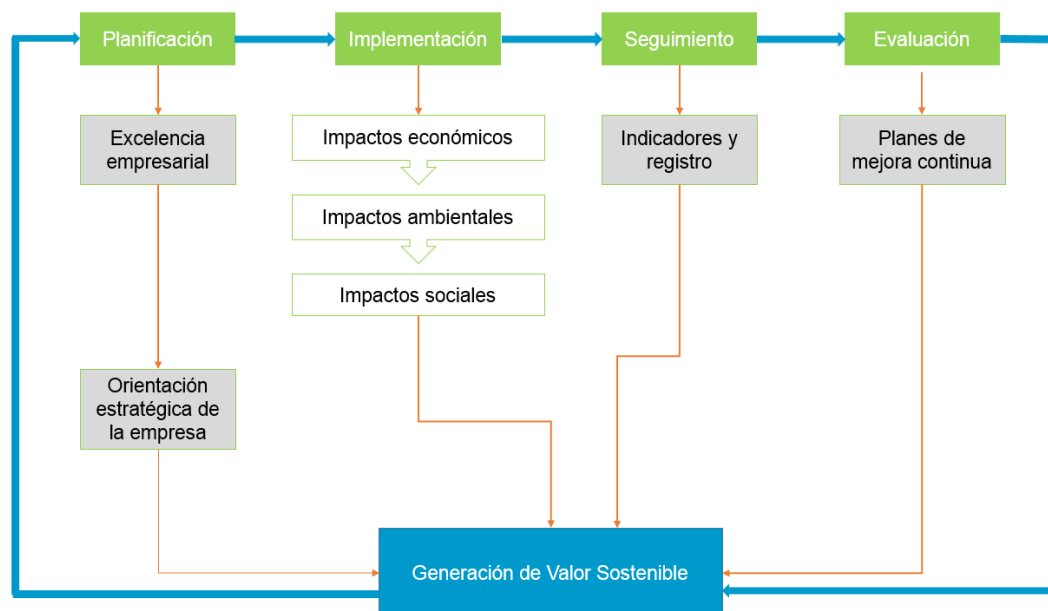 Planificación
Implementación
Seguimiento
Evaluación
Excelencia
empresarial
Impactos económicos
Indicadores y
registro
Planes de
mejora continua
Impactos ambientales
Impactos sociales
Orientación
estratégica de
la empresa
Generación de Valor Sostenible